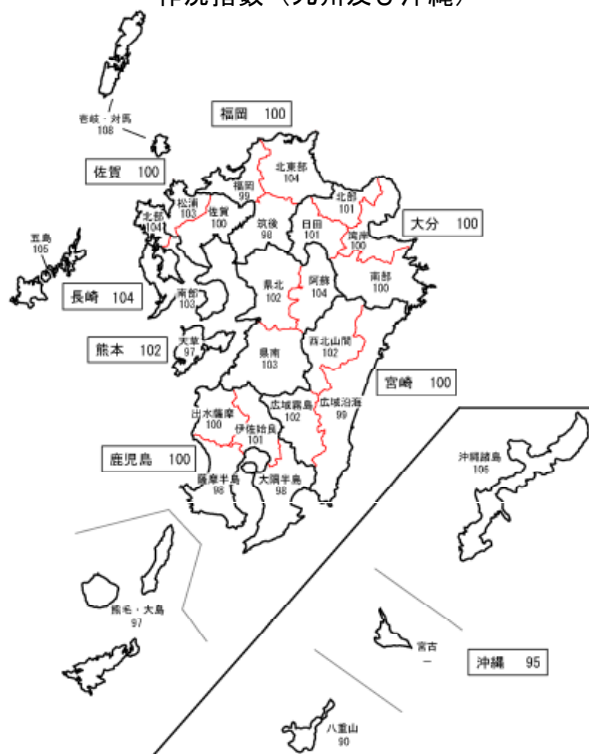 作況指数（九州及び沖縄）
壱岐・対馬
108
福岡 100
佐賀 100
北東部
104
福岡
99
松浦
103
佐賀
100
北部
104
筑後
98
日田
101
北部
101
湾岸
100
大分 100
五島
105
長崎 104
南部
103
県北
102
阿蘇
104
南部
100
熊本 102
天草
97
県南
103
西北山間
102
宮崎 100
広域沿海
99
出水薩摩
100
伊佐姶良
101
広域霧島
102
鹿児島 100
薩摩半島
98
大隅半島
98
沖縄諸島
106
熊毛・大島
97
宮古
－
沖縄 95
八重山
90